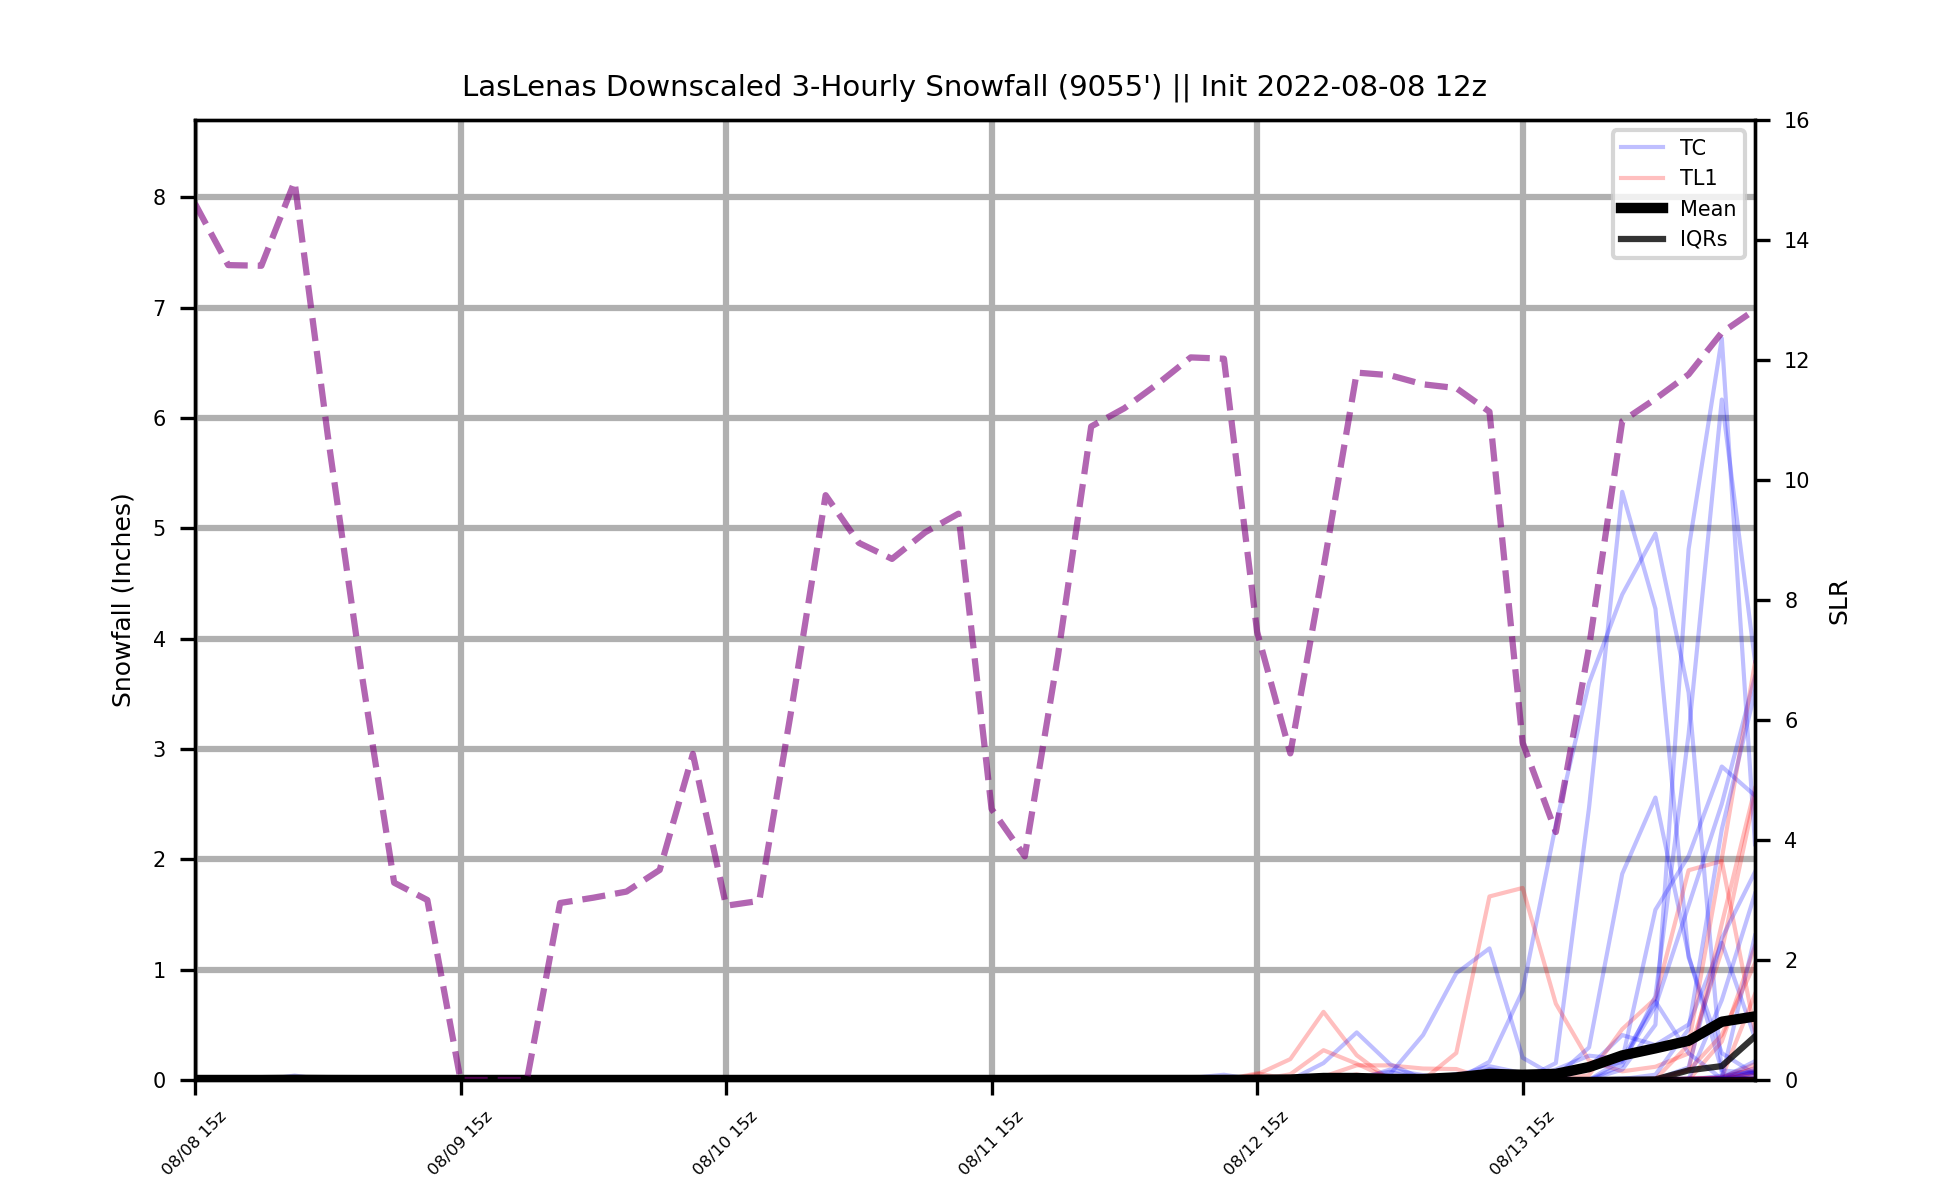 LasLenas Downscaled 3-Hourly Snowfall (9055') || Init 2022-08-08 12z
TC
TL1
Mean
IQRs
Snowfall (Inches)
8
7
6
5
4
3
2
1
0
SLR
16
14
12
10
8
6
4
2
0
08/08 15z
08/09 15z
08/10 15z
08/11 15z
08/12 15z
08/13 15z